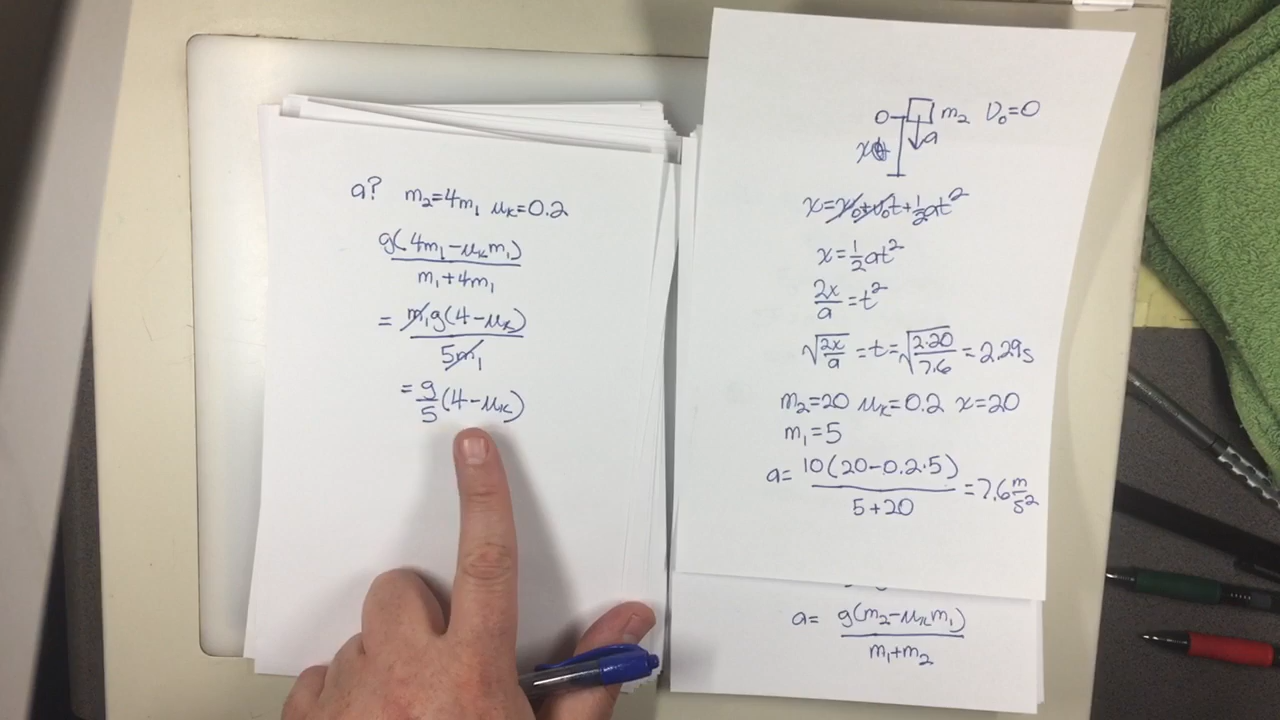 a? m₂=4m₁ μₖ=0.2
g(4m₁-μₖm₁)
m₁+4m₁
= m₁g(4-μₖ)
5m₁
= g/5 (4-μₖ)
0 m₂ v₀=0
a
x
x=x₀+v₀t+½at²
x=½at²
2x/a=t²
√(2x/a)=t=√(2·20/7.6)=2.29s
m₂=20 μₖ=0.2 x=20
m₁=5
a= 10(20-0.2·5) =7.6 m/s²
5+20
a= g(m₂-μₖm₁)
m₁+m₂